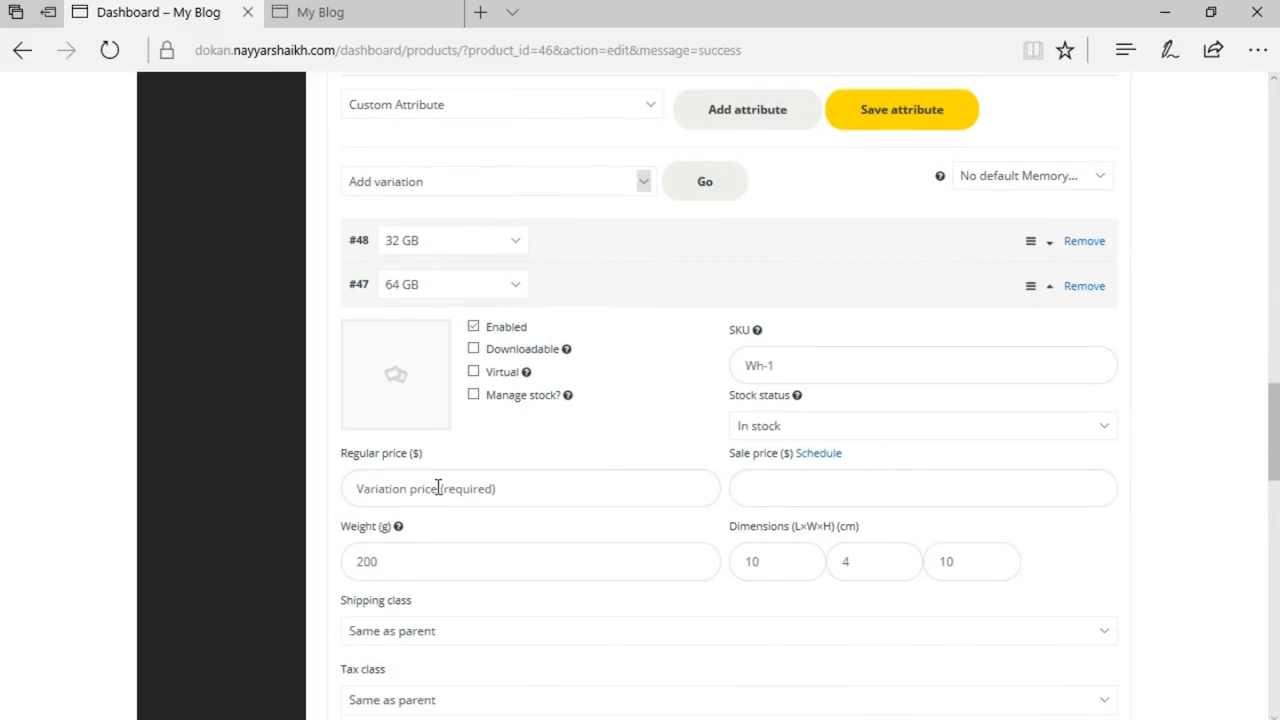 Dashboard – My Blog
My Blog
dokan.nayyarshaikh.com/dashboard/products/?product_id=46&action=edit&message=success
Custom Attribute
Add attribute
Save attribute
Add variation
Go
No default Memory...
#48 32 GB
Remove
#47 64 GB
Remove
Enabled
Downloadable
Virtual
Manage stock?
SKU
Wh-1
Stock status
In stock
Regular price ($)
Variation price (required)
Sale price ($) Schedule
Weight (g)
200
Dimensions (L×W×H) (cm)
10 4 10
Shipping class
Same as parent
Tax class
Same as parent